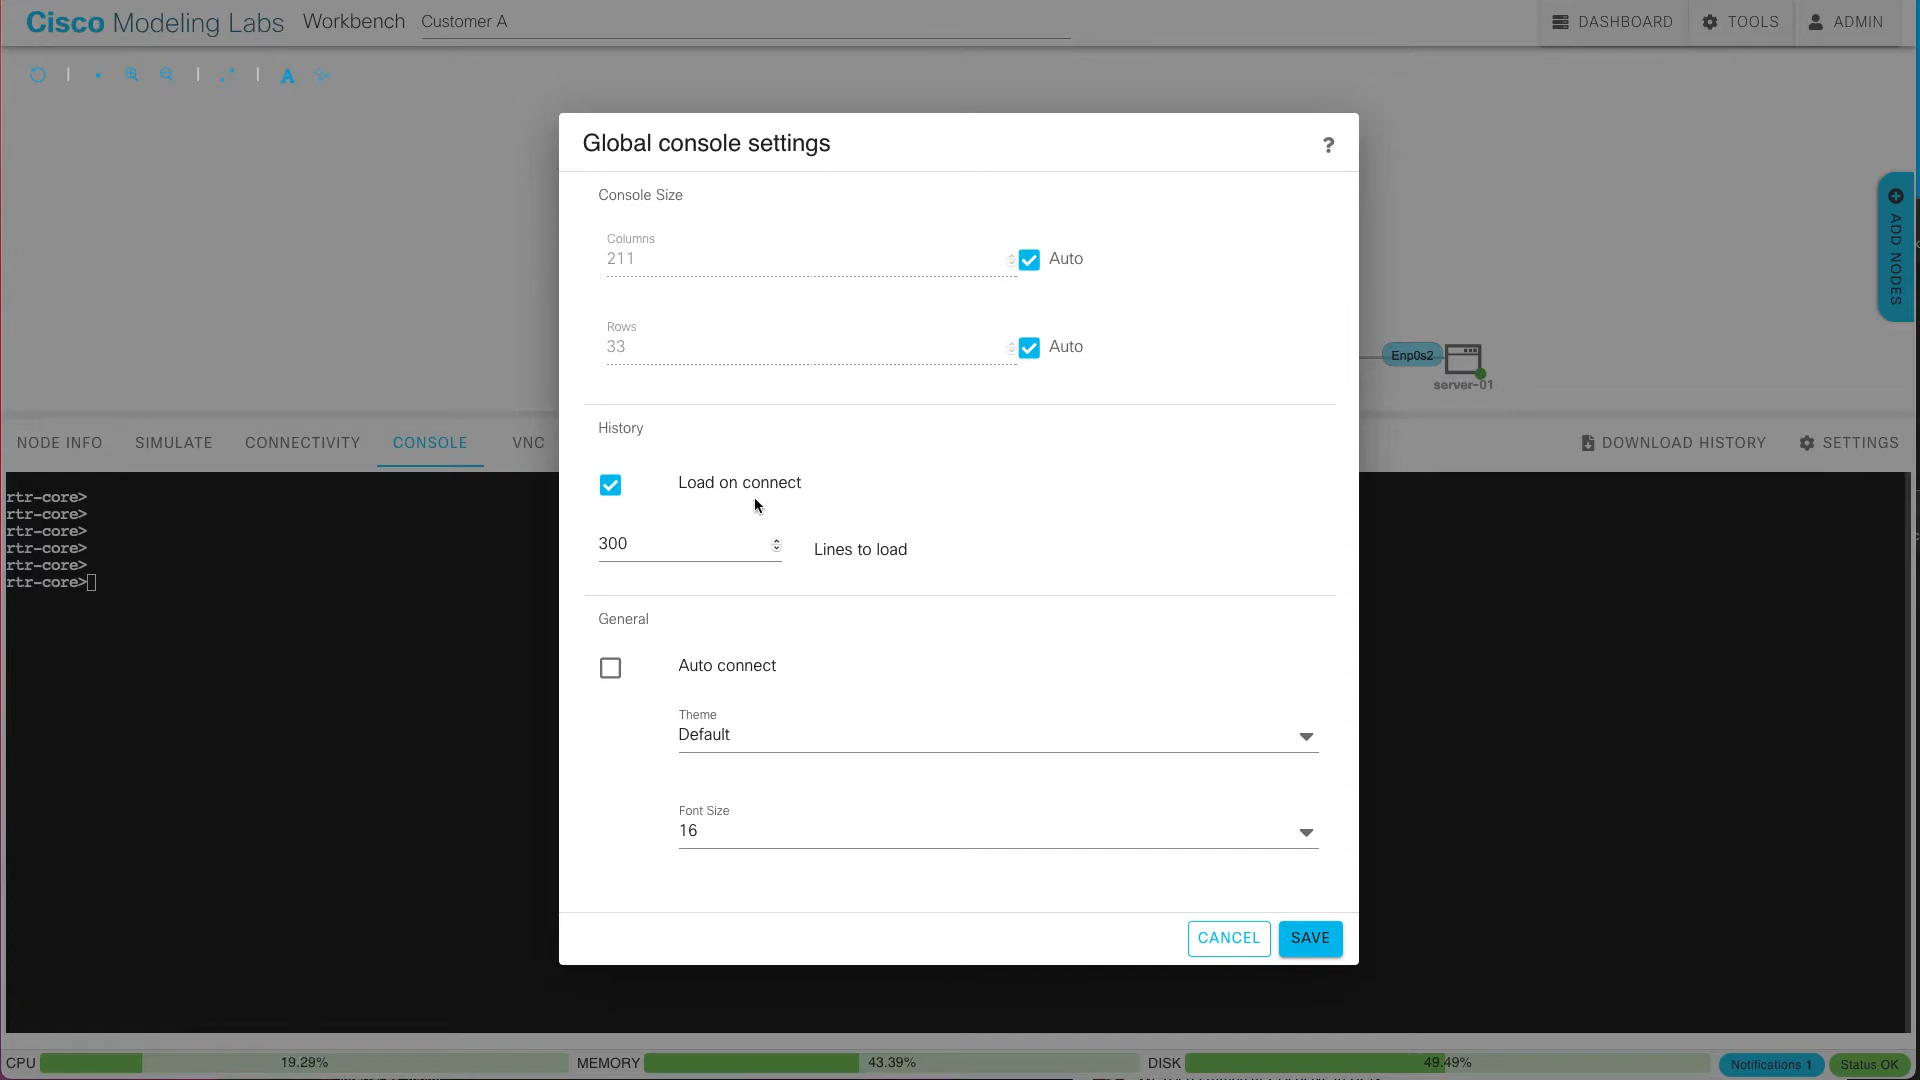 Cisco Modeling Labs Workbench Customer A
DASHBOARD TOOLS ADMIN
A
Global console settings ?
Console Size
Columns
211 Auto
Rows
33 Auto
ADD NODES
Enp0s2
server-01
History
NODE INFO SIMULATE CONNECTIVITY CONSOLE VNC
DOWNLOAD HISTORY SETTINGS
Load on connect
300 Lines to load
rtr-core>
rtr-core>
rtr-core>
rtr-core>
rtr-core>
rtr-core>
General
Auto connect
Theme
Default
Font Size
16
CANCEL SAVE
CPU 19.29% MEMORY 43.39% DISK 49.49% Notifications 1 Status OK